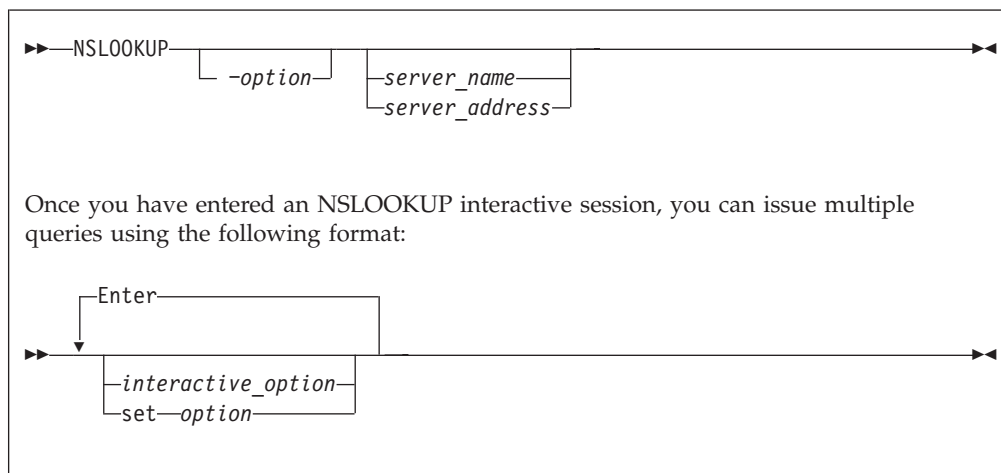 NSLOOKUP
-option
server_name
server_address
Once you have entered an NSLOOKUP interactive session, you can issue multiple
queries using the following format:
Enter
interactive_option
set option